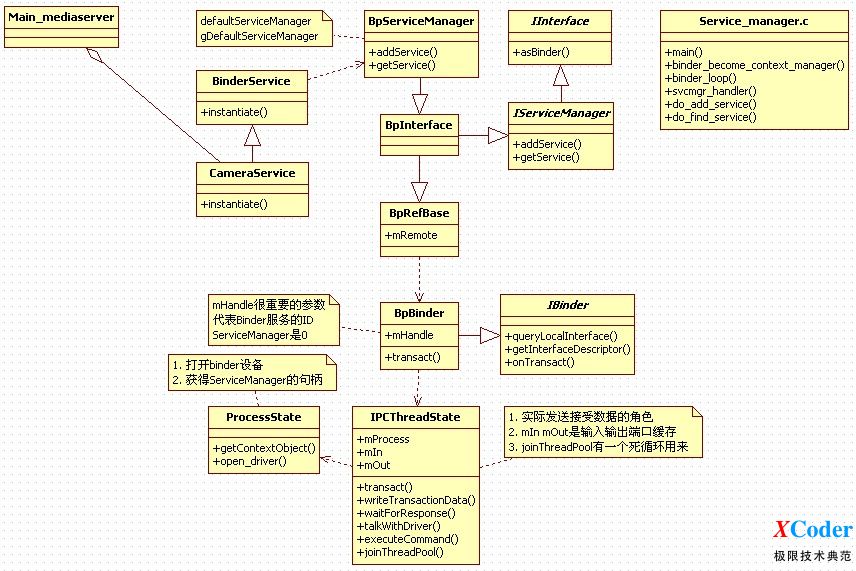 Main_mediaserver
defaultServiceManager
gDefaultServiceManager
BpServiceManager
+addService()
+getService()
IInterface
+asBinder()
Service_manager.c
+main()
+binder_become_context_manager()
+binder_loop()
+svcmgr_handler()
+do_add_service()
+do_find_service()
BinderService
+instantiate()
BpInterface
IServiceManager
+addService()
+getService()
CameraService
+instantiate()
BpRefBase
+mRemote
mHandle很重要的参数
代表Binder服务的ID
ServiceManager是0
BpBinder
+mHandle
+transact()
IBinder
+queryLocalInterface()
+getInterfaceDescriptor()
+onTransact()
1. 打开binder设备
2. 获得ServiceManager的句柄
ProcessState
+getContextObject()
+open_driver()
IPCThreadState
+mProcess
+mIn
+mOut
+transact()
+writeTransactionData()
+waitForResponse()
+talkWithDriver()
+executeCommand()
+joinThreadPool()
1. 实际发送接受数据的角色
2. mIn mOut是输入输出端口缓存
3. joinThreadPool有一个死循环用来
XCoder
极限技术典范